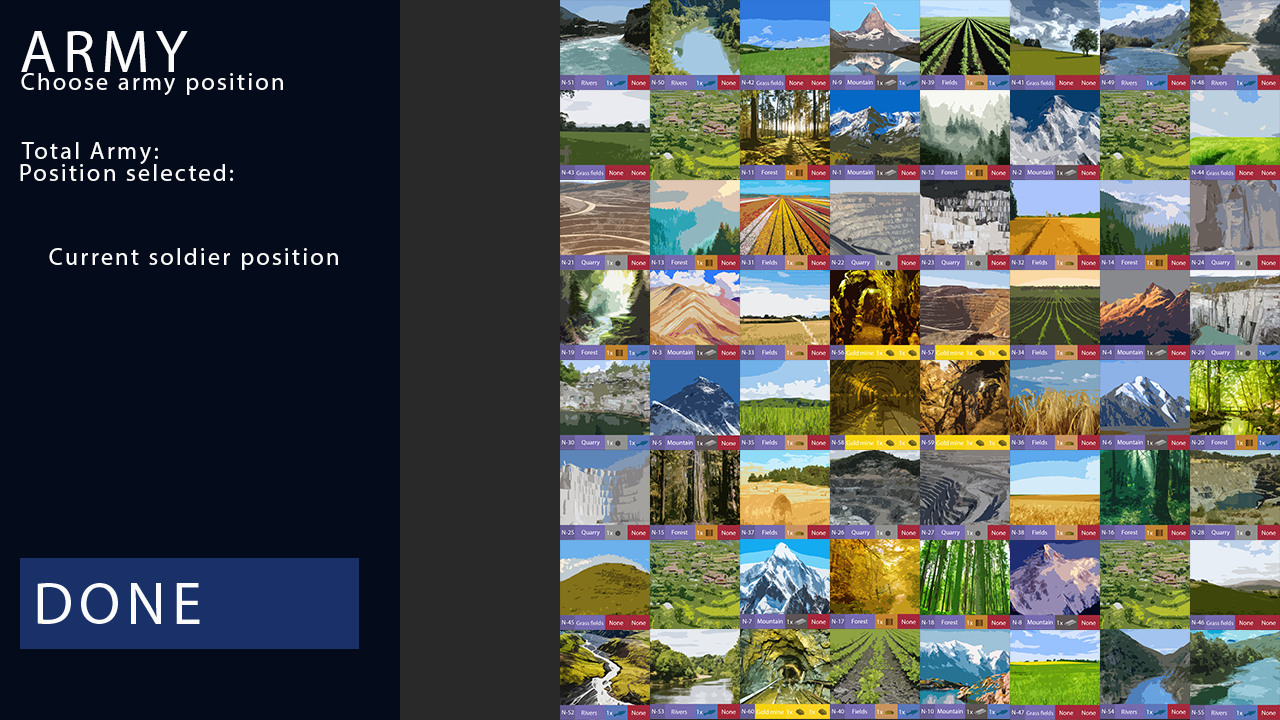 ARMY
Choose army position
Total Army:
Position selected:
Current soldier position
DONE
N-51 Rivers 1x None
N-50 Rivers 1x None
N-42 Grass fields None None
N-9 Mountain 1x 1x
N-39 Fields 1x 1x
N-41 Grass fields None None
N-49 Rivers 1x None
N-48 Rivers 1x None
N-43 Grass fields None None
N-11 Forest 1x None
N-1 Mountain 1x None
N-12 Forest 1x None
N-2 Mountain 1x None
N-44 Grass fields None None
N-21 Quarry 1x None
N-13 Forest 1x None
N-31 Fields 1x None
N-22 Quarry 1x None
N-23 Quarry 1x None
N-32 Fields 1x None
N-14 Forest 1x None
N-24 Quarry 1x None
N-19 Forest 1x 1x
N-3 Mountain 1x None
N-33 Fields 1x None
N-56 Gold mine 1x 1x
N-57 Gold mine 1x 1x
N-34 Fields 1x None
N-4 Mountain 1x None
N-29 Quarry 1x 1x
N-30 Quarry 1x 1x
N-5 Mountain 1x None
N-35 Fields 1x None
N-58 Gold mine 1x 1x
N-59 Gold mine 1x 1x
N-36 Fields 1x None
N-6 Mountain 1x None
N-20 Forest 1x 1x
N-25 Quarry 1x None
N-15 Forest 1x None
N-37 Fields 1x None
N-26 Quarry 1x None
N-27 Quarry 1x None
N-38 Fields 1x None
N-16 Forest 1x None
N-28 Quarry 1x None
N-45 Grass fields None None
N-7 Mountain 1x None
N-17 Forest 1x None
N-18 Forest 1x None
N-8 Mountain 1x None
N-46 Grass fields None None
N-52 Rivers 1x None
N-53 Rivers 1x None
N-60 Gold mine 1x 1x
N-40 Fields 1x 1x
N-10 Mountain 1x 1x
N-47 Grass fields None None
N-54 Rivers 1x None
N-55 Rivers 1x None